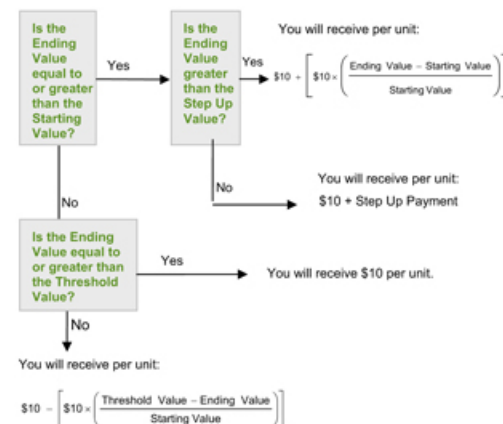 Is the
Ending
Value
equal to
or greater
than the
Starting
Value?
Yes
Is the
Ending
Value
greater
than the
Step Up
Value?
Yes
You will receive per unit:
$10 + [ $10 × ( Ending Value – Starting Value
Starting Value
No
You will receive per unit:
$10 + Step Up Payment
No
Is the Ending
Value equal to
or greater than
the Threshold
Value?
Yes
You will receive $10 per unit.
No
You will receive per unit:
$10 – [ $10 × ( Threshold Value – Ending Value ) ]
Starting Value